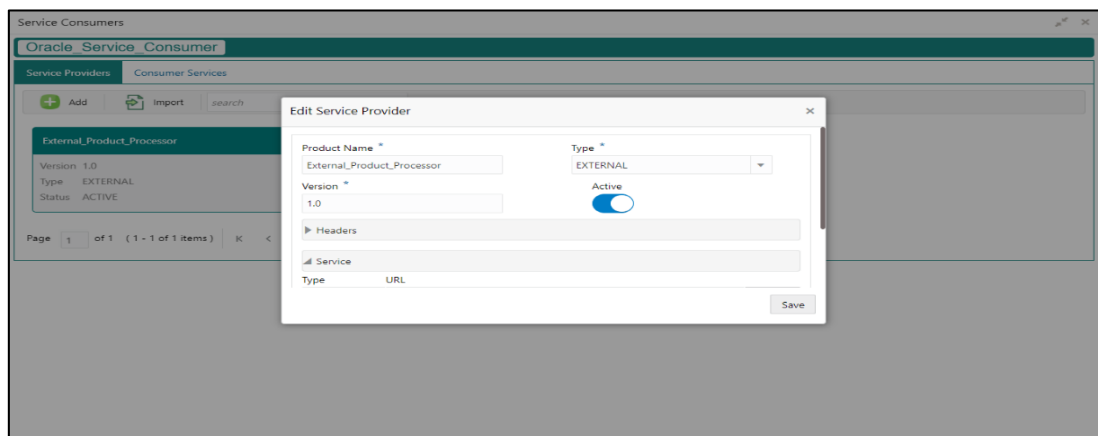 Service Consumers
Oracle_Service_Consumer
Service Providers Consumer Services
Add Import search
External_Product_Processor
Version 1.0
Type EXTERNAL
Status ACTIVE
Page 1 of 1 (1 - 1 of 1 items)
Edit Service Provider
Product Name * Type *
External_Product_Processor EXTERNAL
Version * Active
1.0
Headers
Service
Type URL
Save